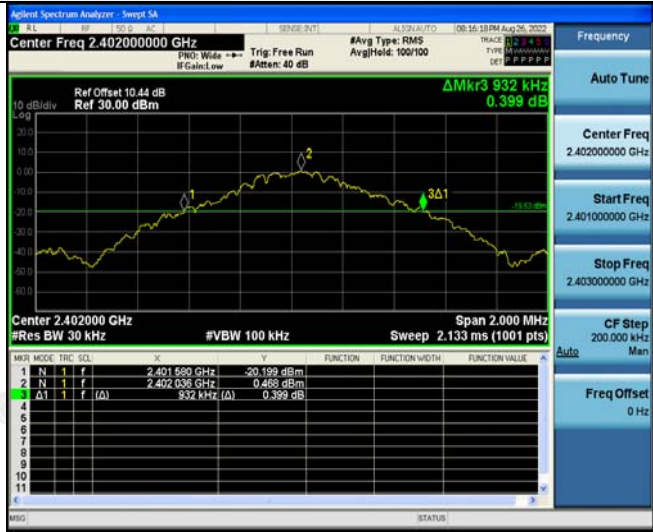 Agilent Spectrum Analyzer - Swept SA
RL RF 50 Ω AC SENSE:INT ALIGN AUTO 08:16:18 PM Aug 26, 2022
Center Freq 2.402000000 GHz
PNO: Wide
IFGain:Low
Trig: Free Run
#Atten: 40 dB
#Avg Type: RMS
Avg|Hold: 100/100
TRACE 1 2 3 4 5
TYPE M
DET P P P P P P
ΔMkr3 932 kHz
0.399 dB
Ref Offset 10.44 dB
10 dB/div Ref 30.00 dBm
Log
20.0
10.0
0.00
-10.0
-20.0
-30.0
-40.0
-50.0
-60.0
1
2
3Δ1
-19.53 dBm
Center 2.402000 GHz Span 2.000 MHz
#Res BW 30 kHz #VBW 100 kHz Sweep 2.133 ms (1001 pts)
MKR MODE TRC SCL X Y FUNCTION FUNCTION WIDTH FUNCTION VALUE
1 N 1 f 2.401 580 GHz -20.199 dBm
2 N 1 f 2.402 036 GHz 0.468 dBm
3 Δ1 1 f (Δ) 932 kHz (Δ) 0.399 dB
4
5
6
7
8
9
10
11
MSG STATUS
Frequency
Auto Tune
Center Freq
2.402000000 GHz
Start Freq
2.401000000 GHz
Stop Freq
2.403000000 GHz
CF Step
200.000 kHz
Auto Man
Freq Offset
0 Hz